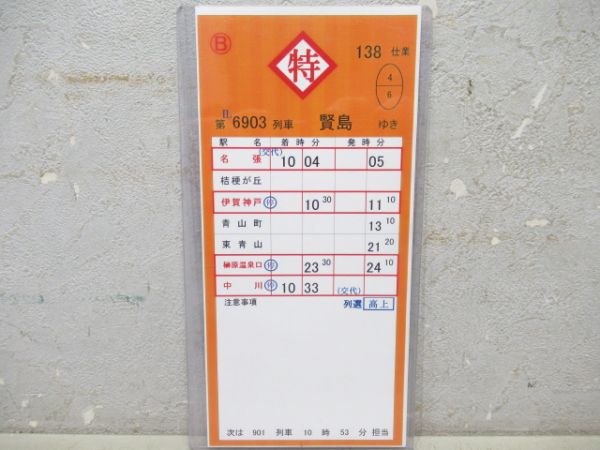 B 特 138 仕業
4
6
第 B 6903 列車 賢島 ゆき
駅 名 着 時 分 発 時 分
名 張 (交代) 10 04 05
桔梗が丘
伊賀神戸 停 10 30 11 10
青山町 13 10
東青山 21 20
榊原温泉口 停 23 30 24 10
中 川 停 10 33 (交代)
注意事項 列選 高上
次は 901 列車 10 時 53 分 担当